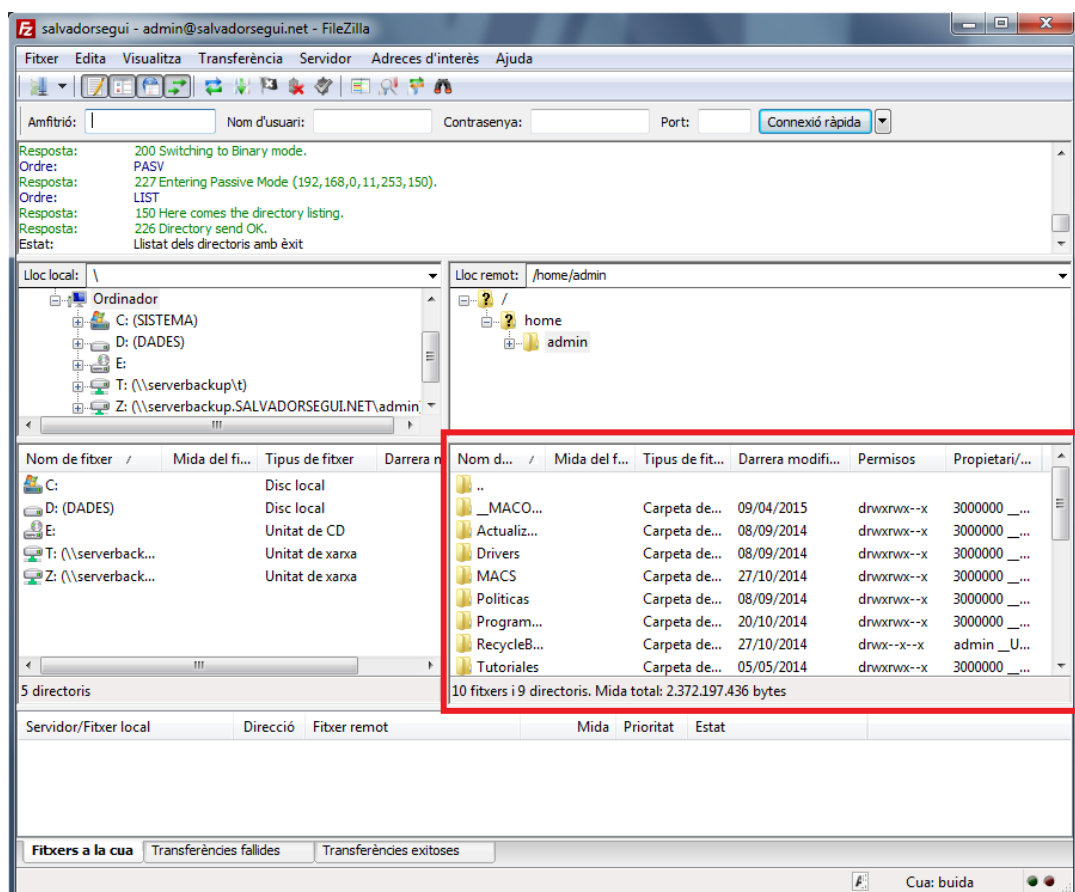 salvadorsegui - admin@salvadorsegui.net - FileZilla
Fitxer Edita Visualitza Transferència Servidor Adreces d'interès Ajuda
Amfitrió: Nom d'usuari: Contrasenya: Port: Connexió ràpida
Resposta: 200 Switching to Binary mode.
Ordre: PASV
Resposta: 227 Entering Passive Mode (192,168,0,11,253,150).
Ordre: LIST
Resposta: 150 Here comes the directory listing.
Resposta: 226 Directory send OK.
Estat: Llistat dels directoris amb èxit
Lloc local: \
Ordinador
C: (SISTEMA)
D: (DADES)
E:
T: (\\serverbackup\t)
Z: (\\serverbackup.SALVADORSEGUI.NET\admin)
Lloc remot: /home/admin
/
home
admin
Nom de fitxer / Mida del fi... Tipus de fitxer Darrera m
C: Disc local
D: (DADES) Disc local
E: Unitat de CD
T: (\\serverback... Unitat de xarxa
Z: (\\serverback... Unitat de xarxa
5 directoris
Nom d... / Mida del f... Tipus de fit... Darrera modifi... Permisos Propietari/...
..
__MACO... Carpeta de... 09/04/2015 drwxrwx--x 3000000 __...
Actualiz... Carpeta de... 08/09/2014 drwxrwx--x 3000000 __...
Drivers Carpeta de... 08/09/2014 drwxrwx--x 3000000 __...
MACS Carpeta de... 27/10/2014 drwxrwx--x 3000000 __...
Politicas Carpeta de... 08/09/2014 drwxrwx--x 3000000 __...
Program... Carpeta de... 20/10/2014 drwxrwx--x 3000000 __...
RecycleB... Carpeta de... 27/10/2014 drwx--x--x admin __U...
Tutoriales Carpeta de... 05/05/2014 drwxrwx--x 3000000 __...
10 fitxers i 9 directoris. Mida total: 2.372.197.436 bytes
Servidor/Fitxer local Direcció Fitxer remot Mida Prioritat Estat
Fitxers a la cua Transferències fallides Transferències exitoses
Cua: buida